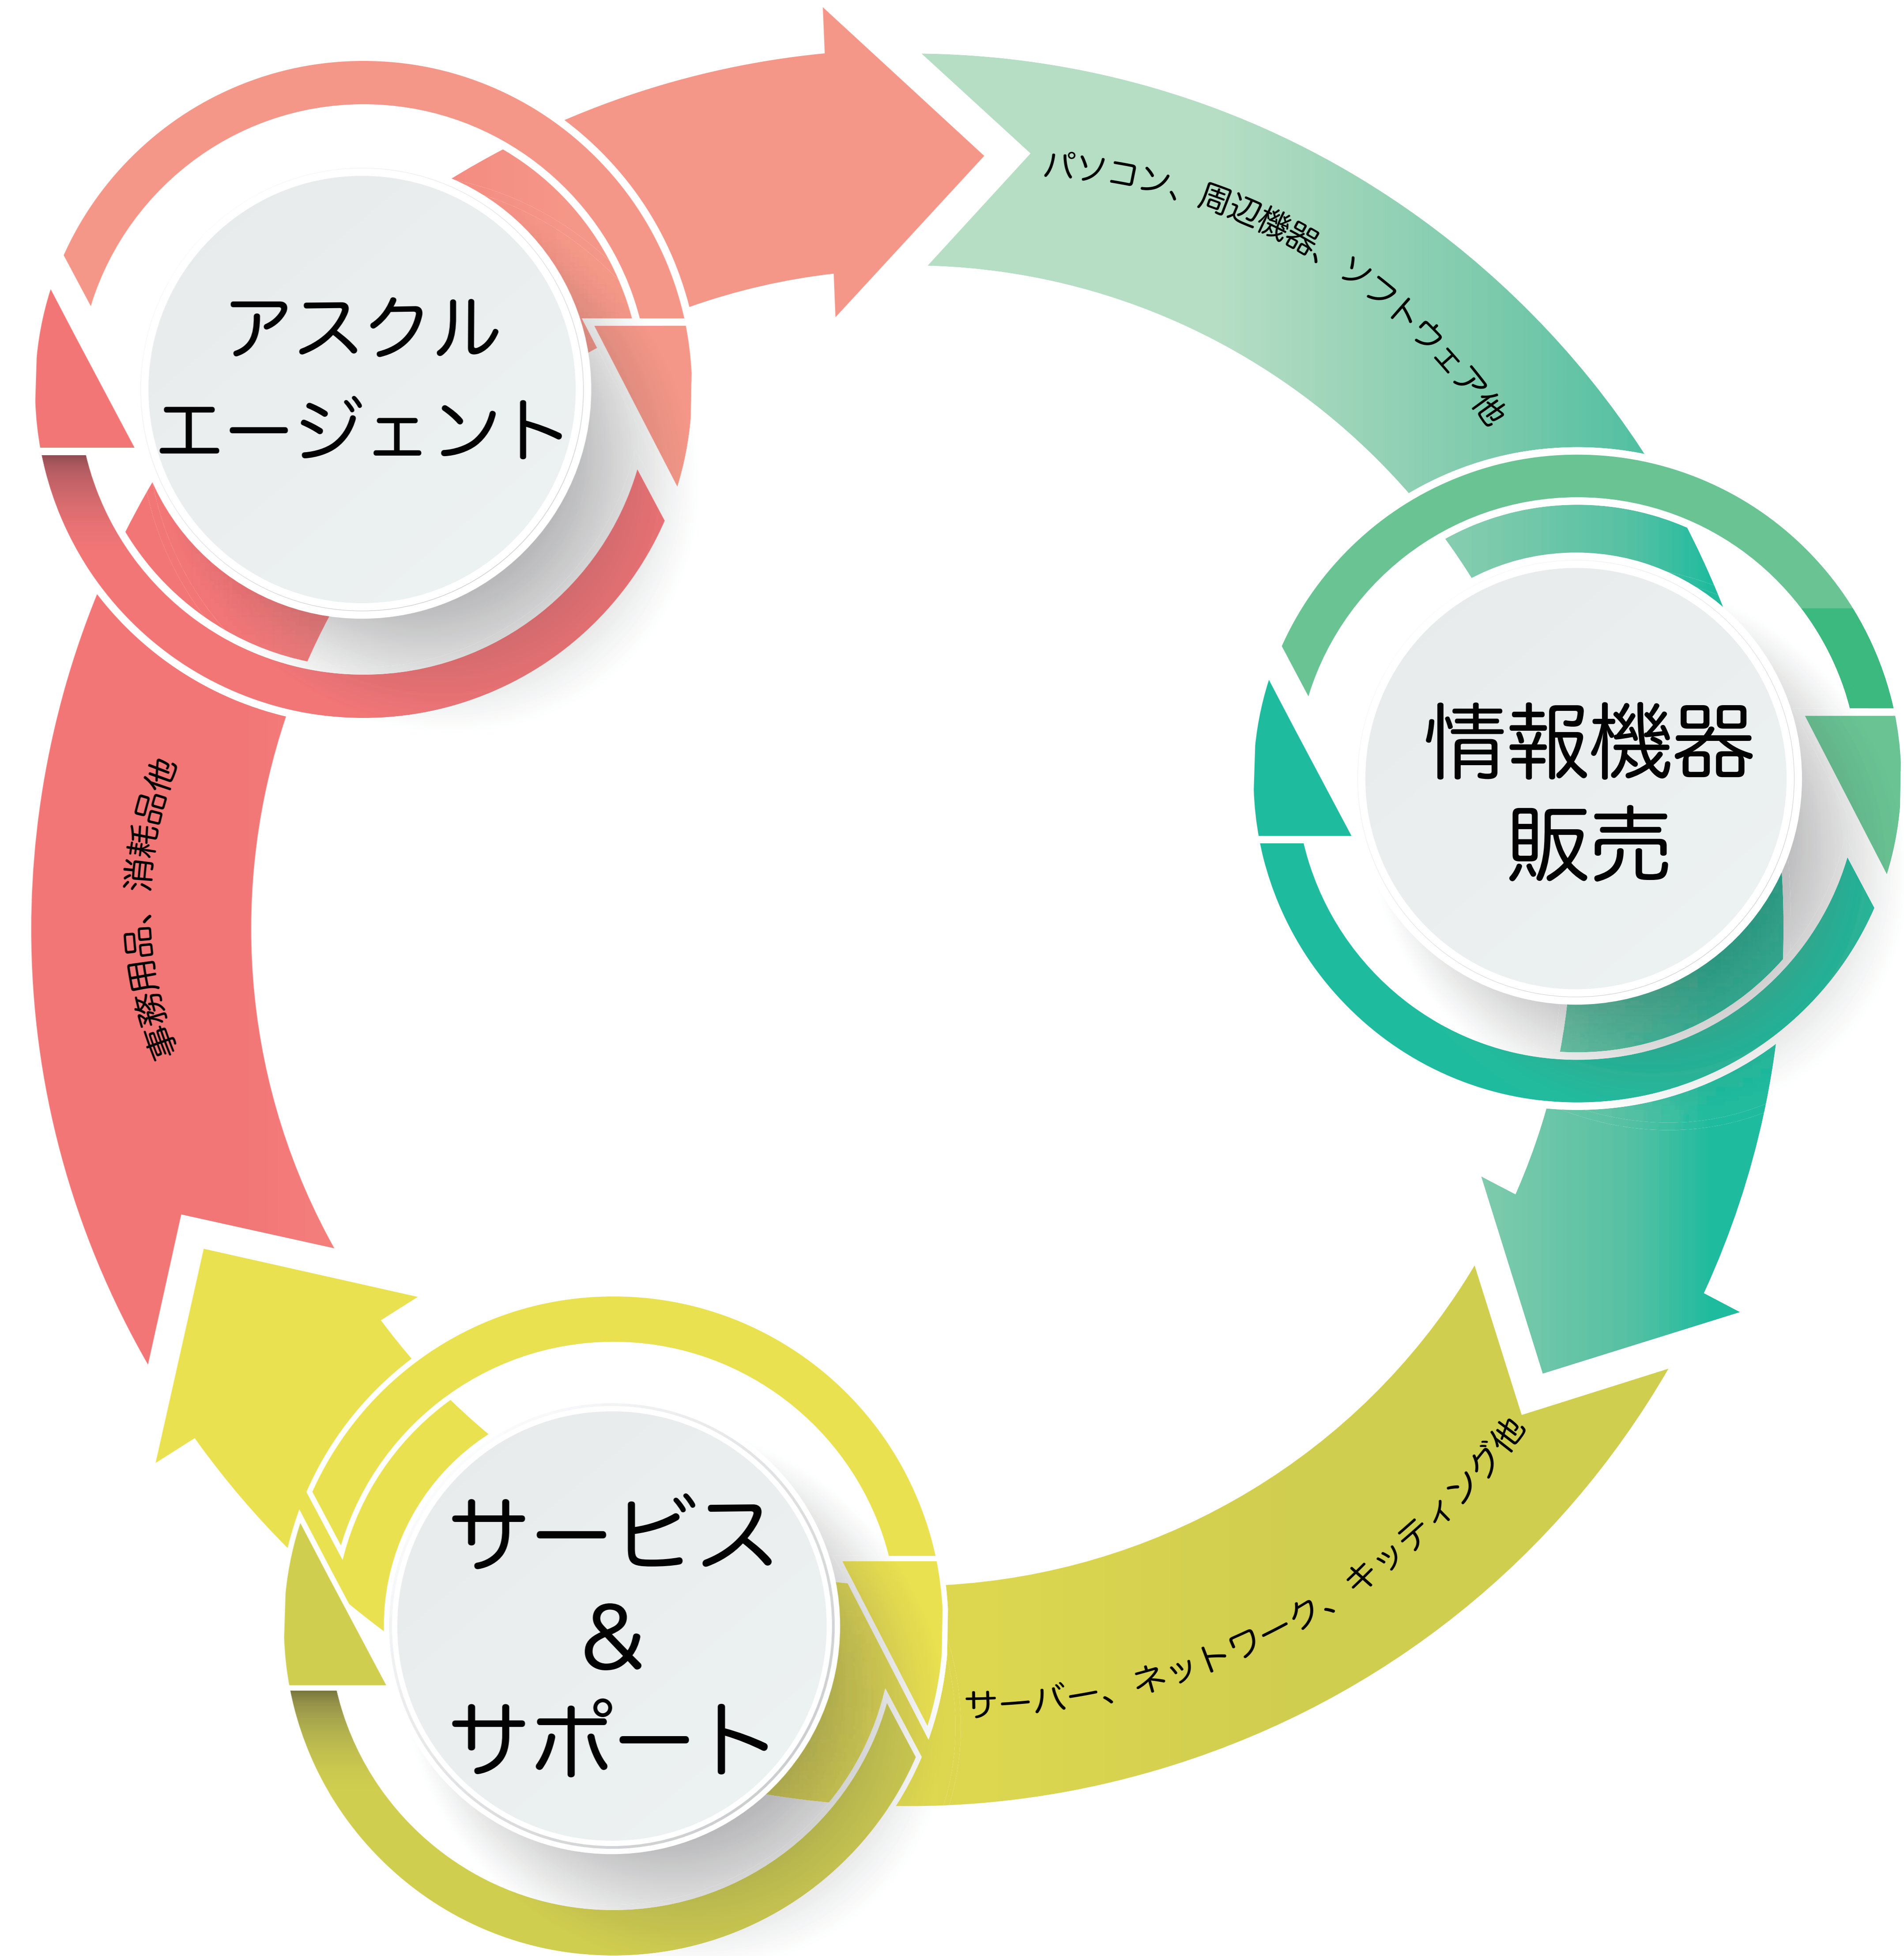 アスクル
エージェント
パソコン、周辺機器、ソフトウェア他
情報機器
販売
サーバー、ネットワーク、キッティング他
サービス
&
サポート
事務用品、消耗品他